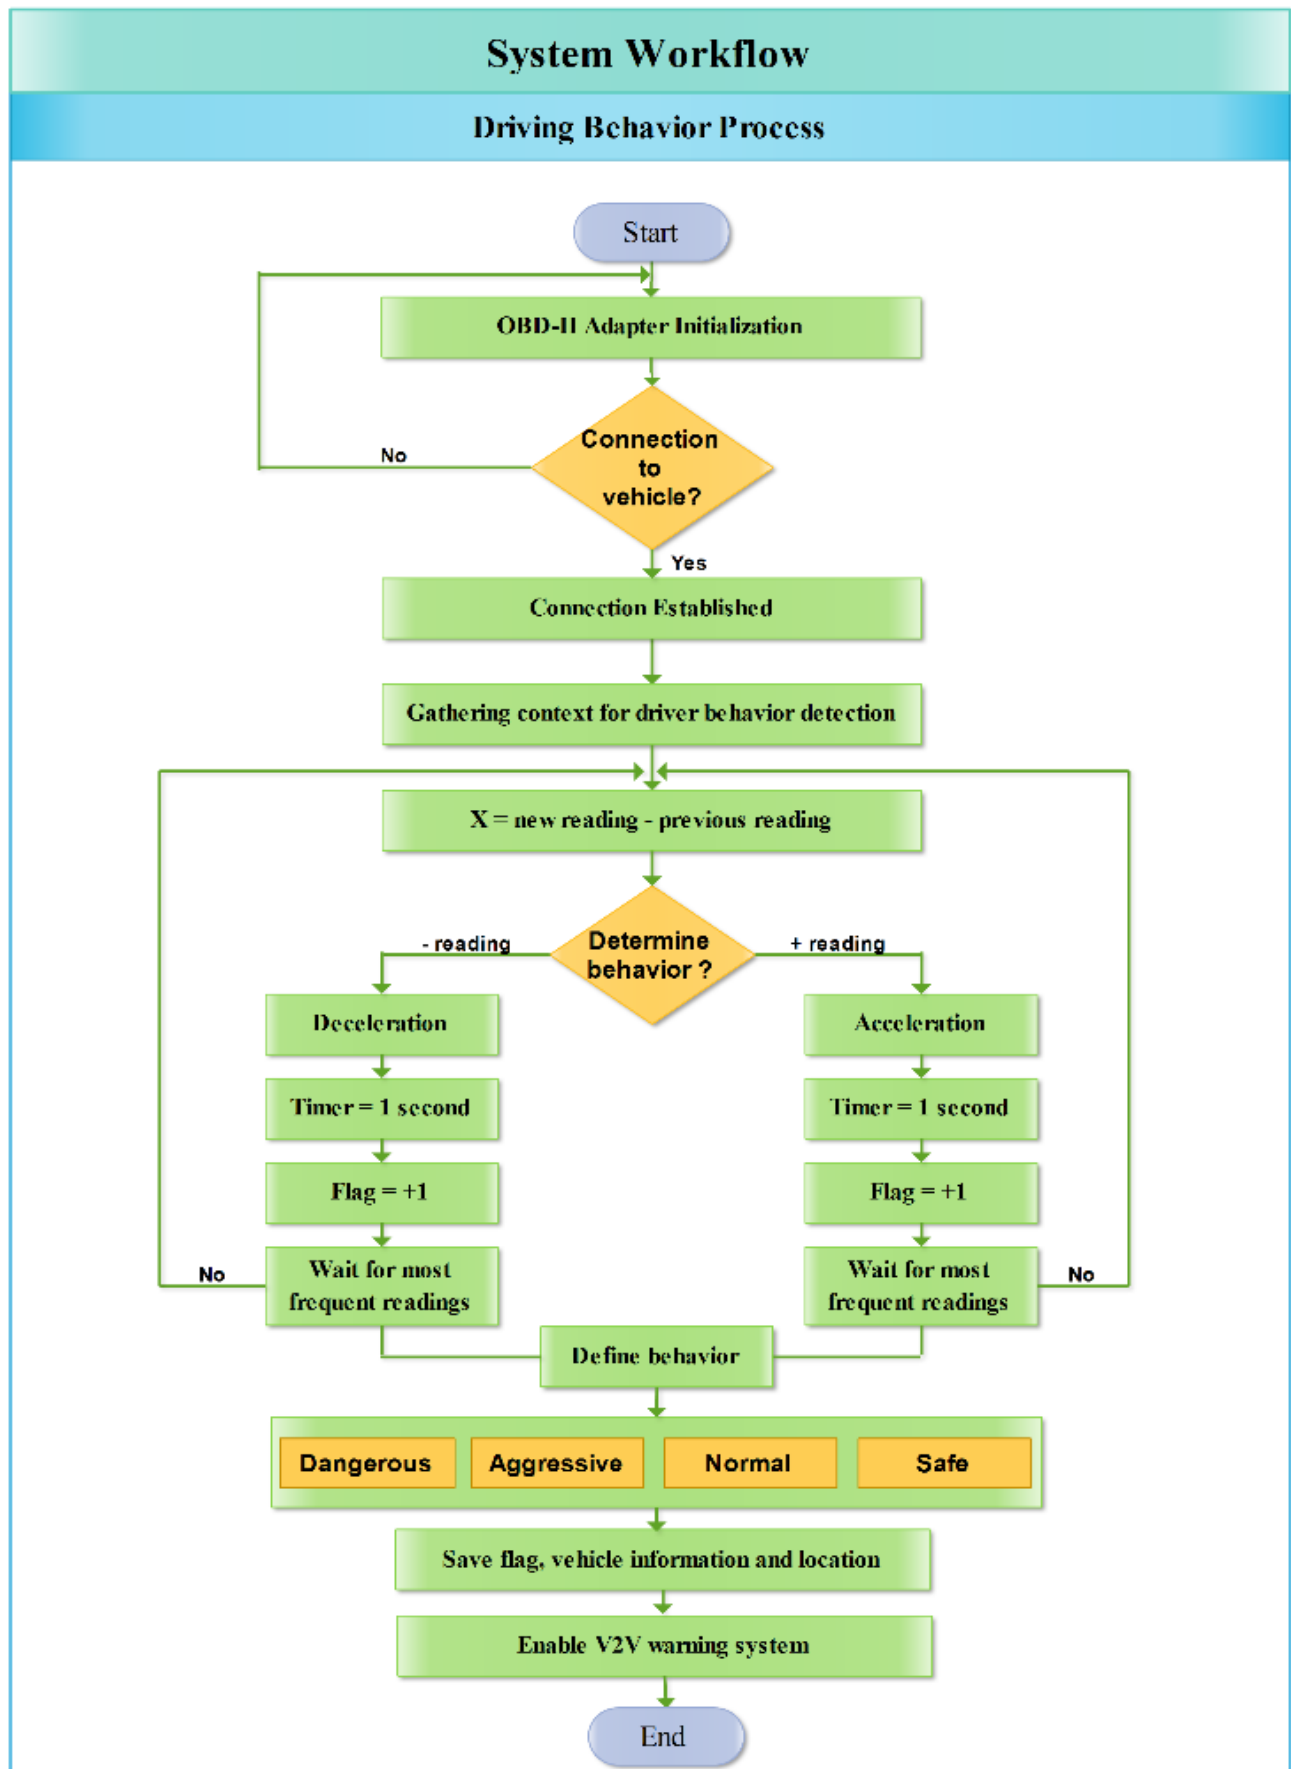 System Workflow
Driving Behavior Process
Start
OBD-II Adapter Initialization
Connection
to
vehicle?
No
Yes
Connection Established
Gathering context for driver behavior detection
X = new reading - previous reading
Determine
behavior ?
- reading
+ reading
Deceleration
Acceleration
Timer = 1 second
Timer = 1 second
Flag = +1
Flag = +1
Wait for most
frequent readings
No
Wait for most
frequent readings
No
Define behavior
Dangerous
Aggressive
Normal
Safe
Save flag, vehicle information and location
Enable V2V warning system
End